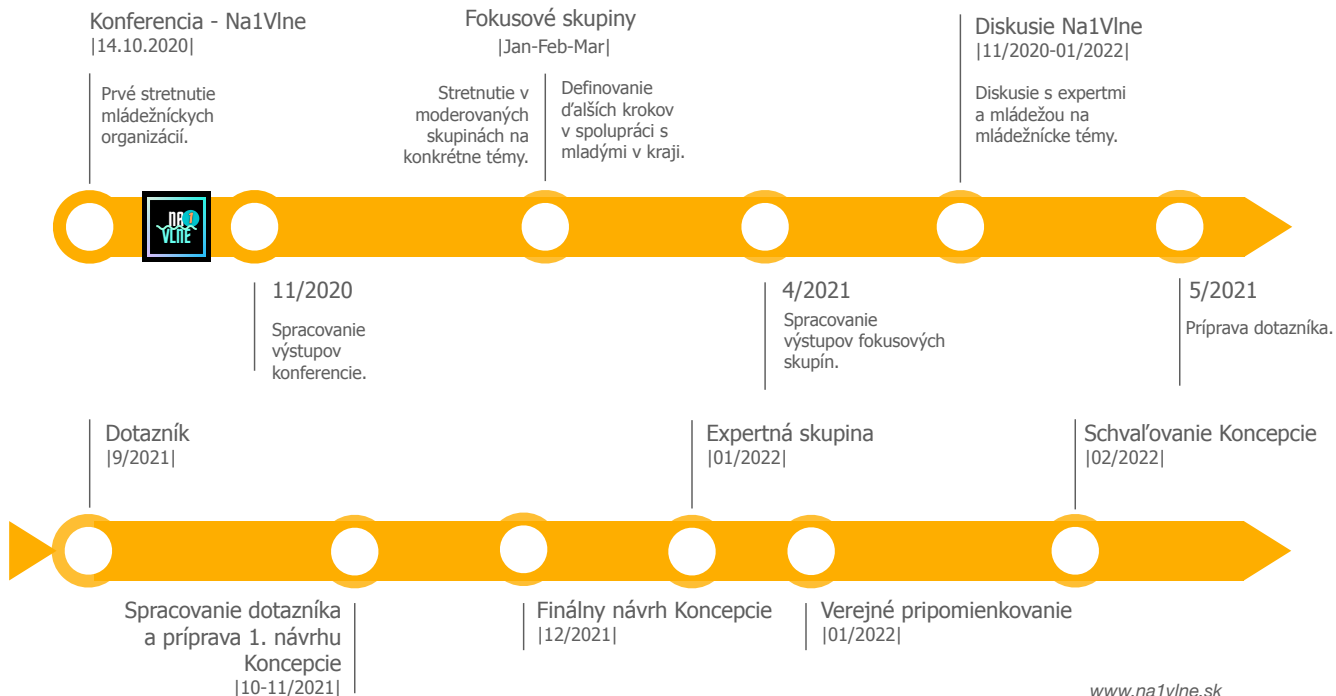 Konferencia - Na1Vlne
|14.10.2020|
Prvé stretnutie
mládežníckych
organizácií.
Fokusové skupiny
|Jan-Feb-Mar|
Stretnutie v
moderovaných
skupinách na
konkrétne témy.
Definovanie
ďalších krokov
v spolupráci s
mladými v kraji.
Diskusie Na1Vlne
|11/2020-01/2022|
Diskusie s expertmi
a mládežou na
mládežnícke témy.
NA 1
VLNE
11/2020
Spracovanie
výstupov
konferencie.
4/2021
Spracovanie
výstupov fokusových
skupín.
5/2021
Príprava dotazníka.
Dotazník
|9/2021|
Expertná skupina
|01/2022|
Schvaľovanie Koncepcie
|02/2022|
Spracovanie dotazníka
a príprava 1. návrhu
Koncepcie
|10-11/2021|
Finálny návrh Koncepcie
|12/2021|
Verejné pripomienkovanie
|01/2022|
www.na1vlne.sk